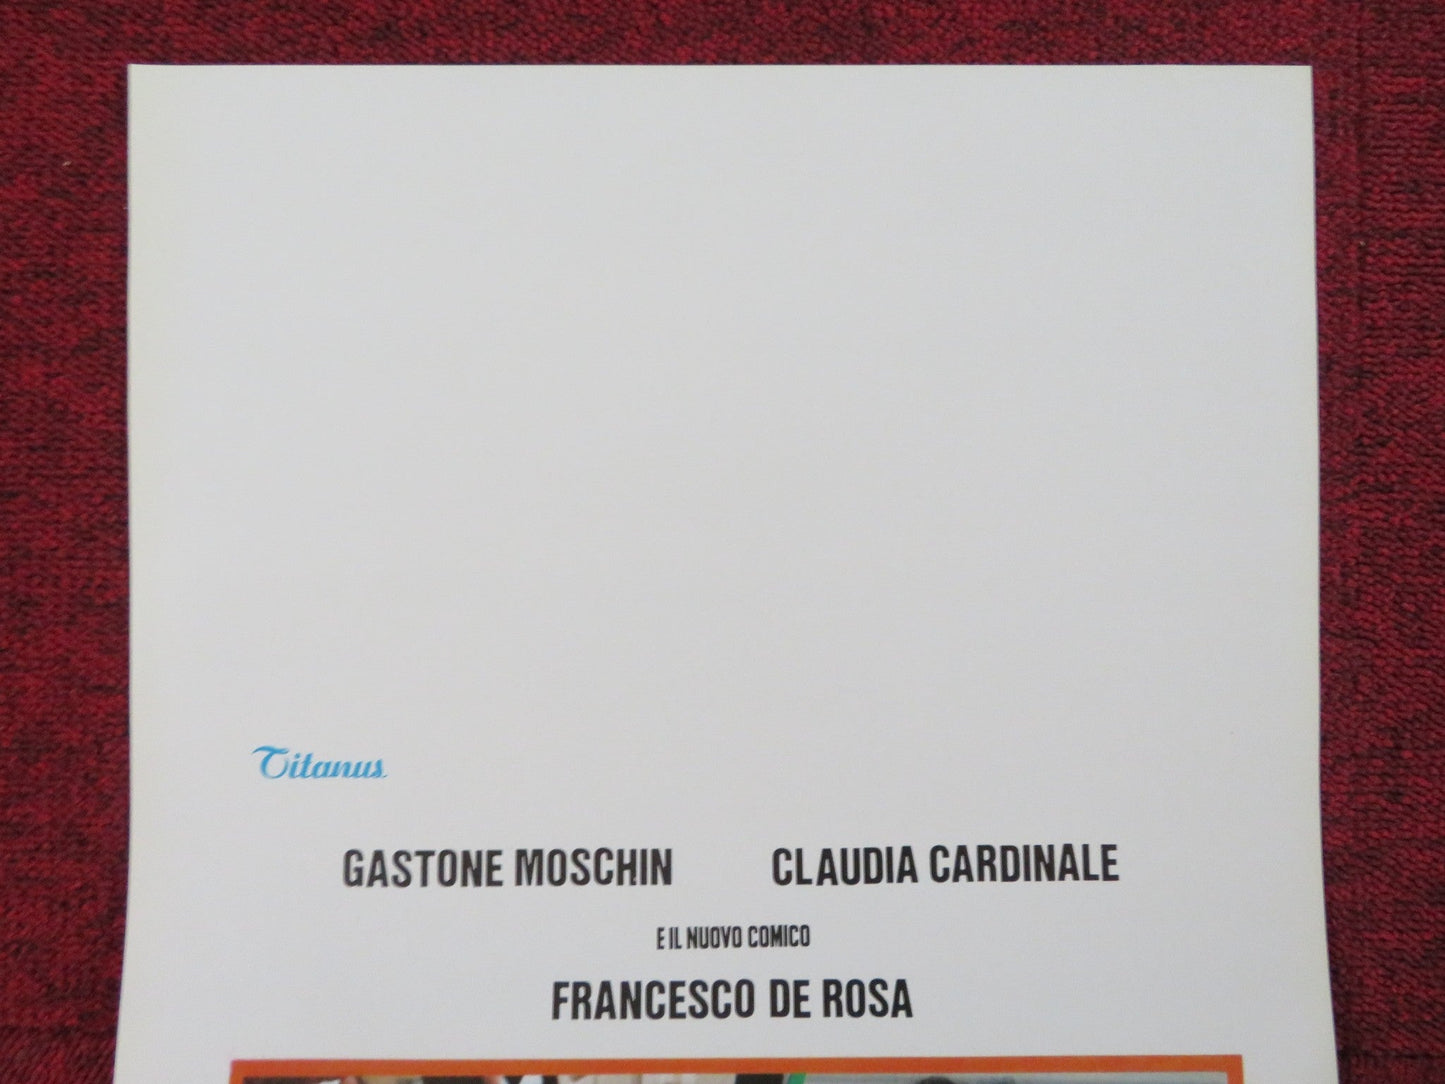 Titanus
GASTONE MOSCHIN CLAUDIA CARDINALE
E IL NUOVO COMICO
FRANCESCO DE ROSA